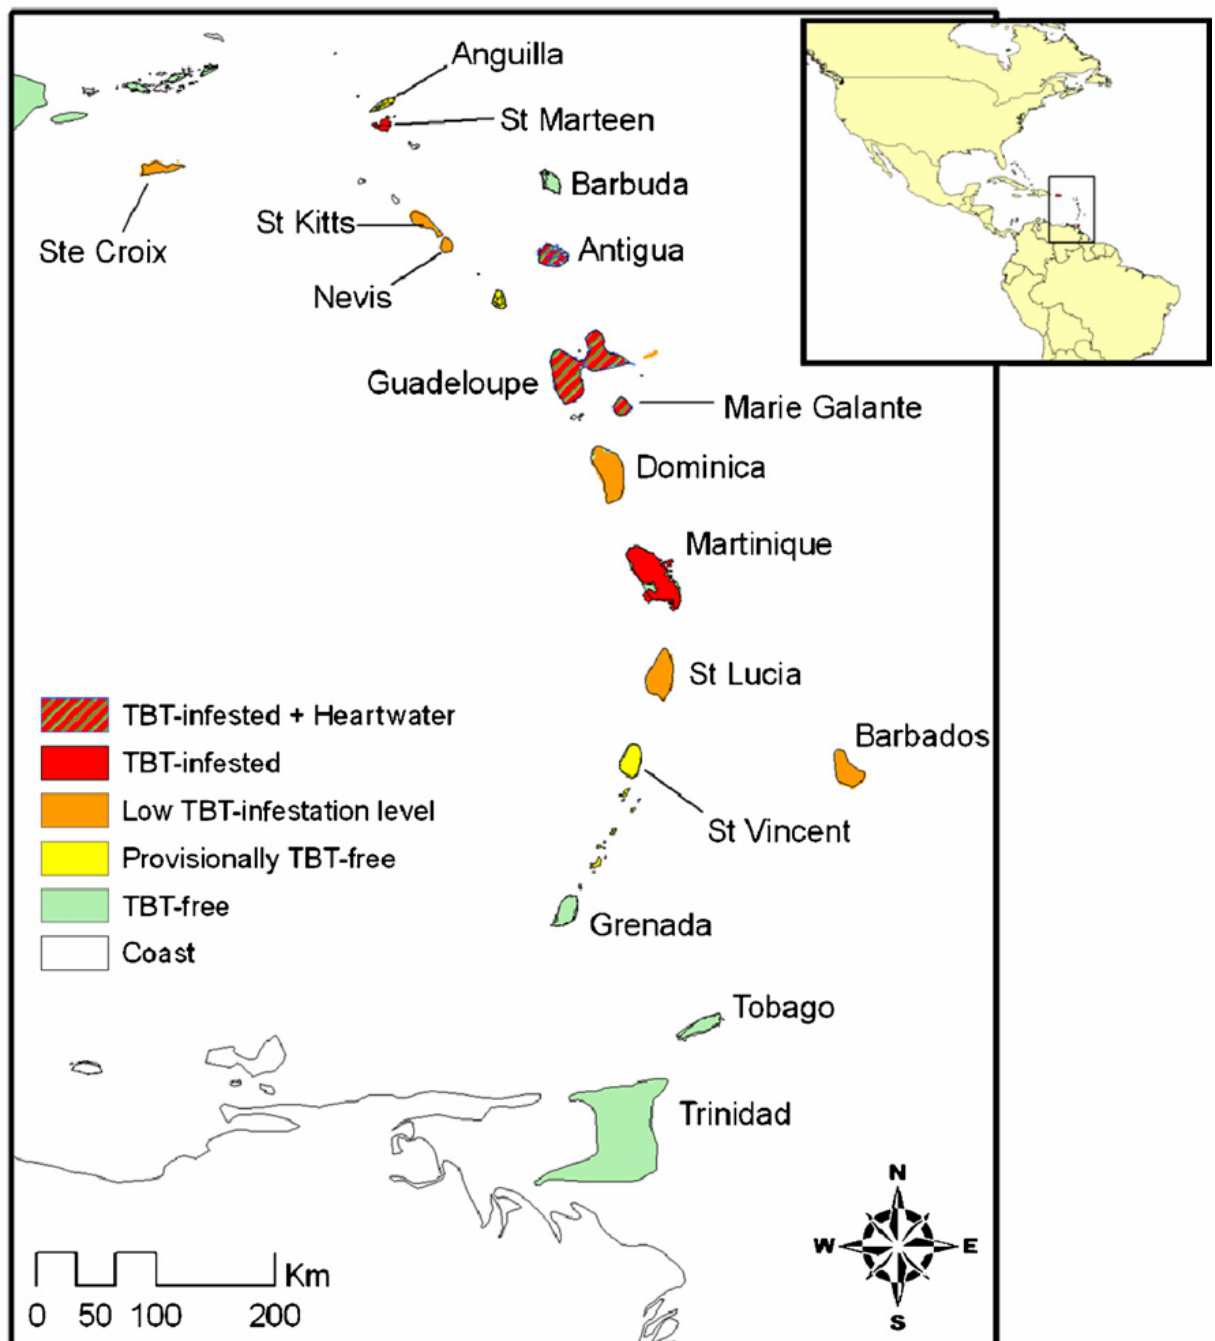 Anguilla
St Marteen
Barbuda
St Kitts
Antigua
Ste Croix
Nevis
Guadeloupe
Marie Galante
Dominica
Martinique
St Lucia
Barbados
St Vincent
Grenada
Tobago
Trinidad
TBT-infested + Heartwater
TBT-infested
Low TBT-infestation level
Provisionally TBT-free
TBT-free
Coast
N
W E
S
Km
0 50 100 200